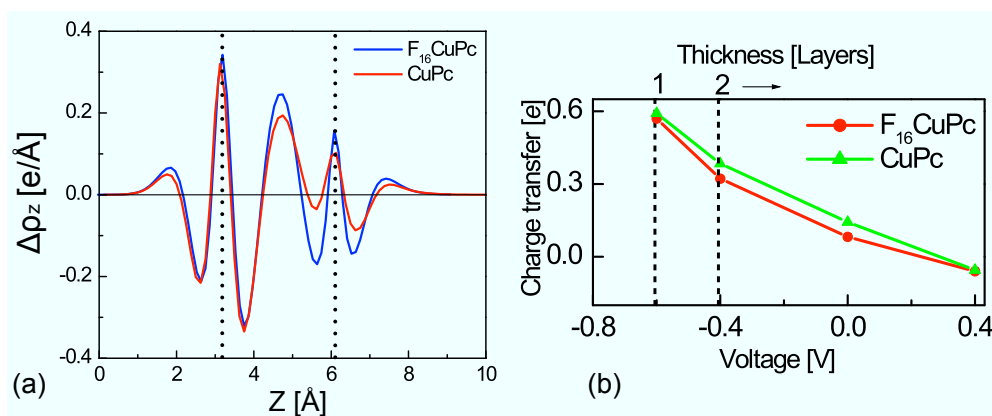 0.4
0.2
0.0
-0.2
-0.4
Δρz [e/Å]
F16CuPc
CuPc
0 2 4 6 8 10
(a)
Z [Å]
Thickness [Layers]
1 2
0.6
0.3
0.0
Charge transfer [e]
F16CuPc
CuPc
-0.8 -0.4 0.0 0.4
(b)
Voltage [V]